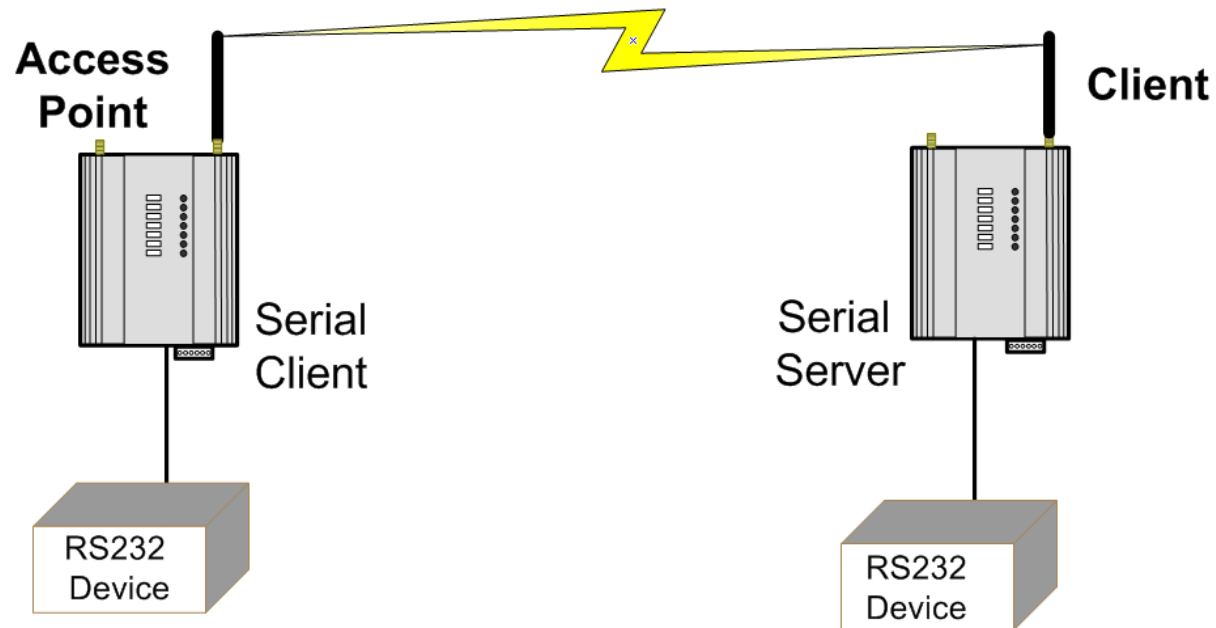 Access
Point
Client
Serial
Client
Serial
Server
RS232
Device
RS232
Device